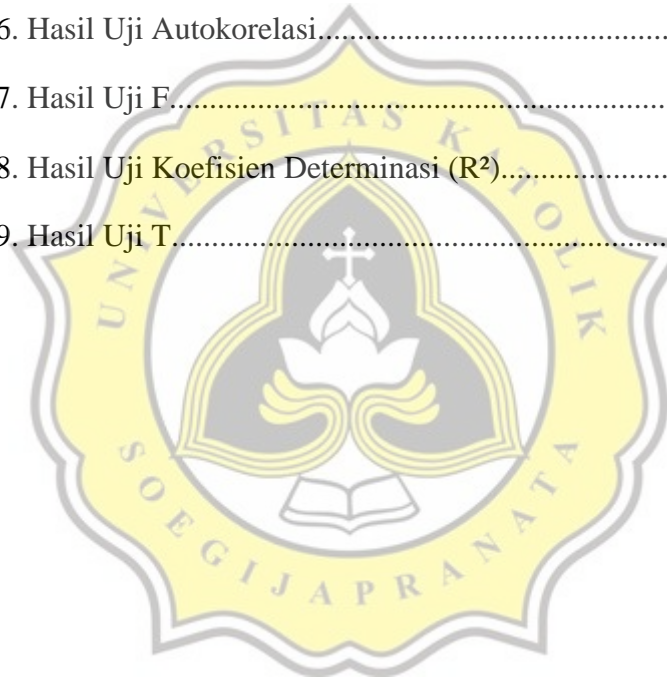 6. Hasil Uji Autokorelasi.......................................
7. Hasil Uji F.........................................................
8. Hasil Uji Koefisien Determinasi (R²)...................
9. Hasil Uji T.........................................................
UNIVERSITAS KATOLIK
SOEGIJAPRANATA